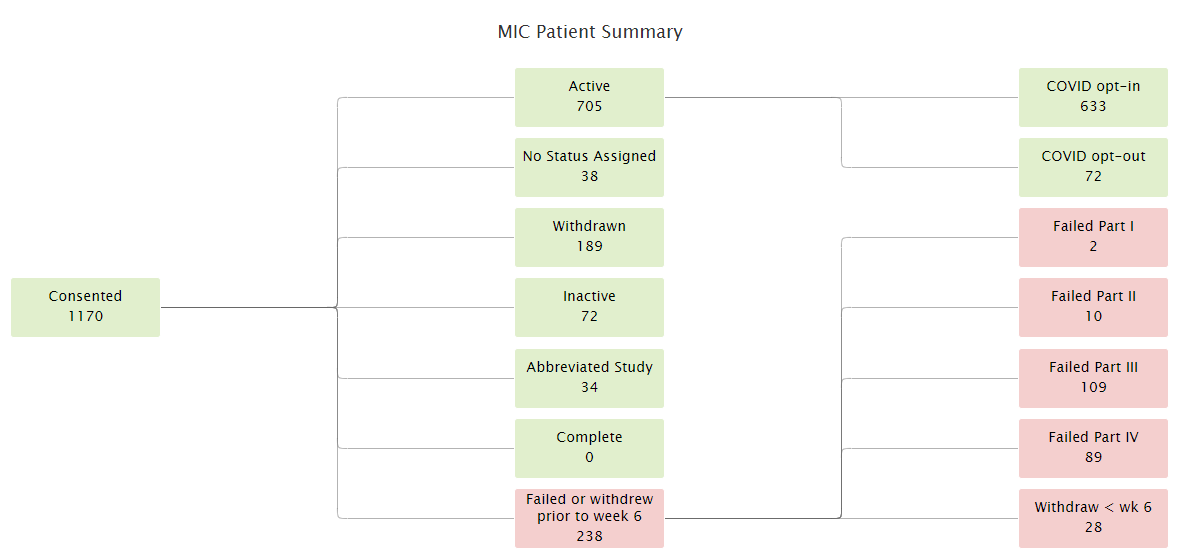 MIC Patient Summary
Consented
1170
Active
705
No Status Assigned
38
Withdrawn
189
Inactive
72
Abbreviated Study
34
Complete
0
Failed or withdrew
prior to week 6
238
COVID opt-in
633
COVID opt-out
72
Failed Part I
2
Failed Part II
10
Failed Part III
109
Failed Part IV
89
Withdraw < wk 6
28